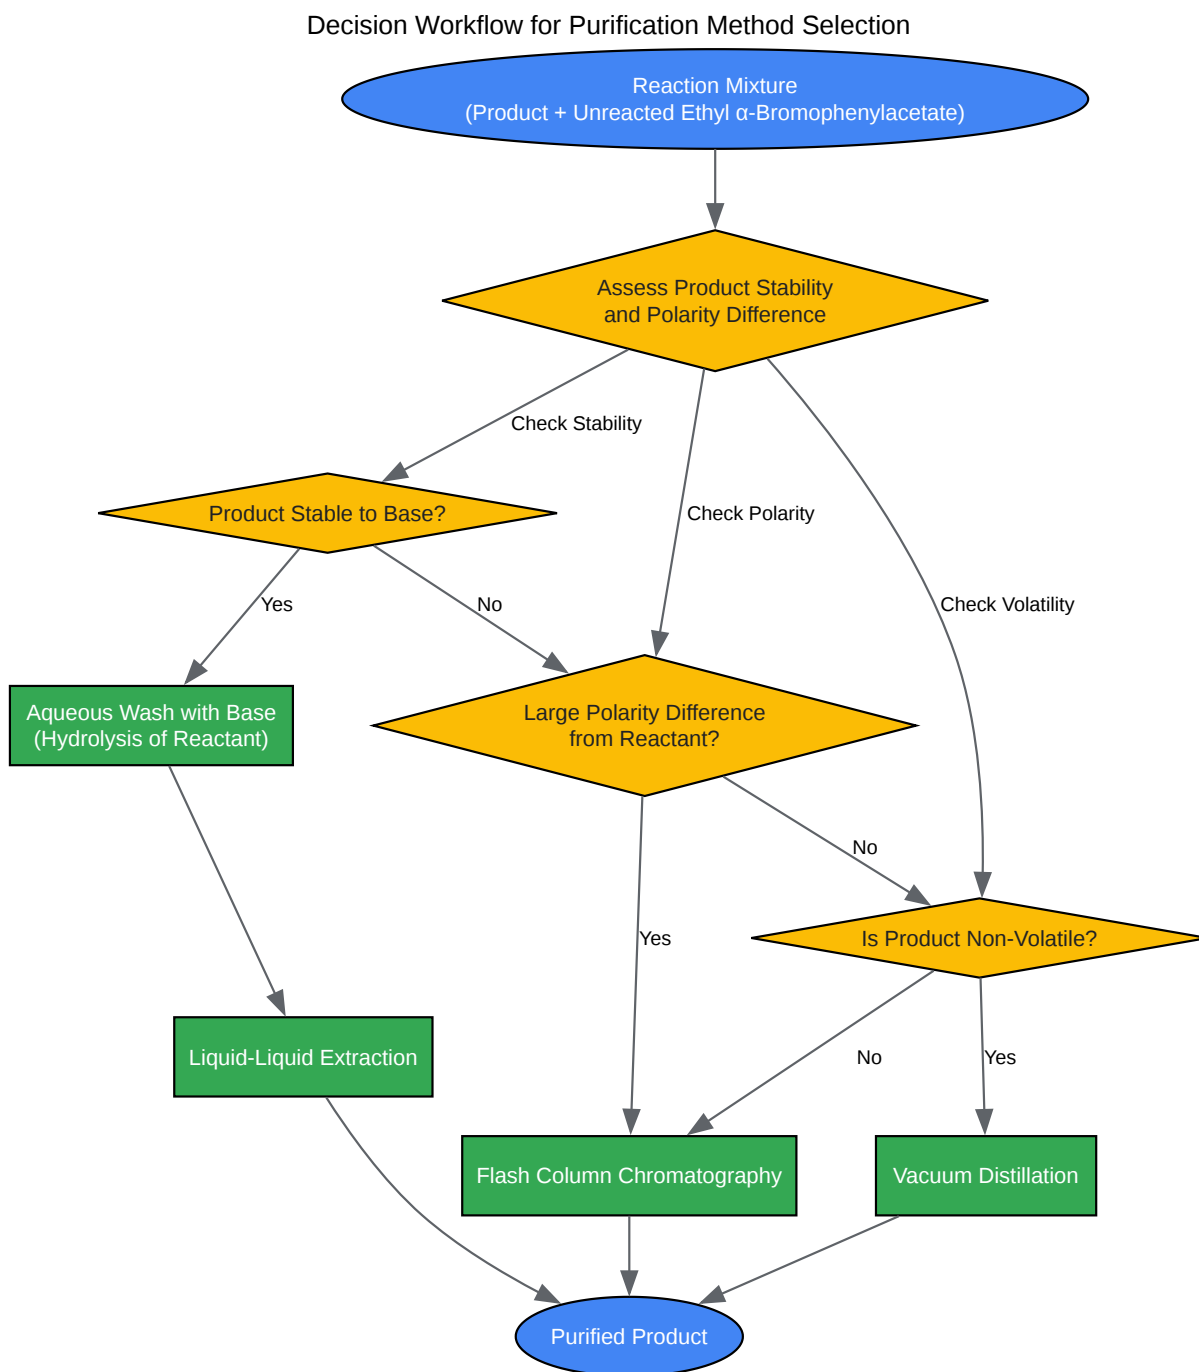 Decision Workflow for Purification Method Selection
Reaction Mixture
(Product + Unreacted Ethyl α-Bromophenylacetate)
Assess Product Stability
and Polarity Difference
Check Stability
Check Polarity
Check Volatility
Product Stable to Base?
Yes
No
Aqueous Wash with Base
(Hydrolysis of Reactant)
Large Polarity Difference
from Reactant?
No
Yes
Is Product Non-Volatile?
Liquid-Liquid Extraction
No
Yes
Flash Column Chromatography
Vacuum Distillation
Purified Product